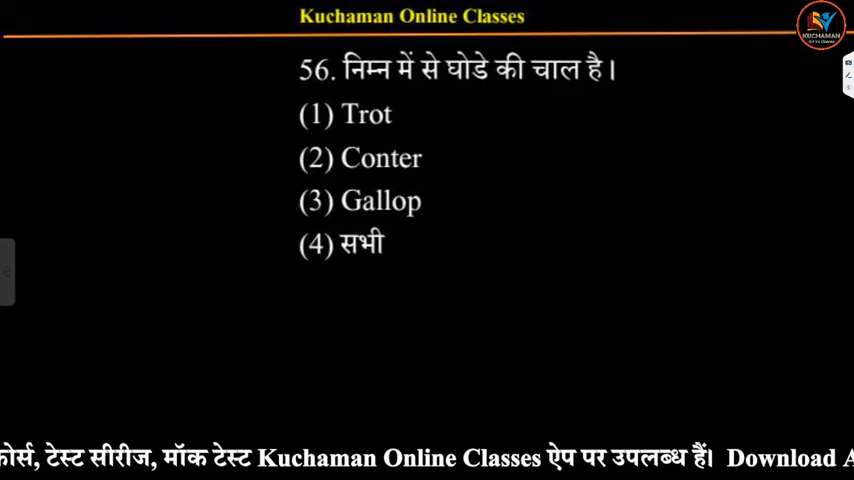 Kuchaman Online Classes
KUCHAMAN
56. निम्न में से घोडे की चाल है।
(1) Trot
(2) Conter
(3) Gallop
(4) सभी
कोर्स, टेस्ट सीरीज, मॉक टेस्ट Kuchaman Online Classes ऐप पर उपलब्ध हैं। Download A